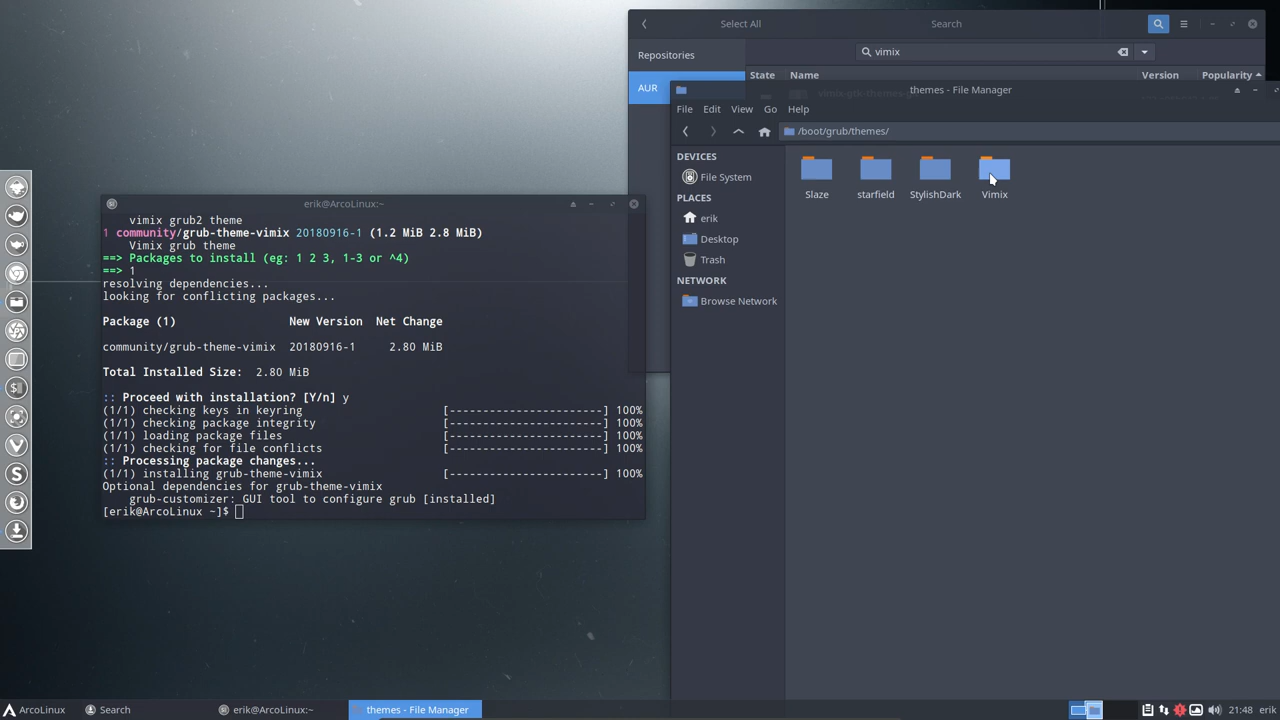 Select All
Search
Repositories
vimix
State Name Version Popularity
AUR
themes - File Manager
File Edit View Go Help
/boot/grub/themes/
DEVICES
File System
PLACES
erik
Desktop
Trash
NETWORK
Browse Network
Slaze starfield StylishDark Vimix
erik@ArcoLinux:~
vimix grub2 theme
1 community/grub-theme-vimix 20180916-1 (1.2 MiB 2.8 MiB)
Vimix grub theme
==> Packages to install (eg: 1 2 3, 1-3 or ^4)
==> 1
resolving dependencies...
looking for conflicting packages...
Package (1) New Version Net Change
community/grub-theme-vimix 20180916-1 2.80 MiB
Total Installed Size: 2.80 MiB
:: Proceed with installation? [Y/n] y
(1/1) checking keys in keyring [-----------------------] 100%
(1/1) checking package integrity [-----------------------] 100%
(1/1) loading package files [-----------------------] 100%
(1/1) checking for file conflicts [-----------------------] 100%
:: Processing package changes...
(1/1) installing grub-theme-vimix [-----------------------] 100%
Optional dependencies for grub-theme-vimix
grub-customizer: GUI tool to configure grub [installed]
[erik@ArcoLinux ~]$
ArcoLinux Search erik@ArcoLinux:~ themes - File Manager 21:48 erik